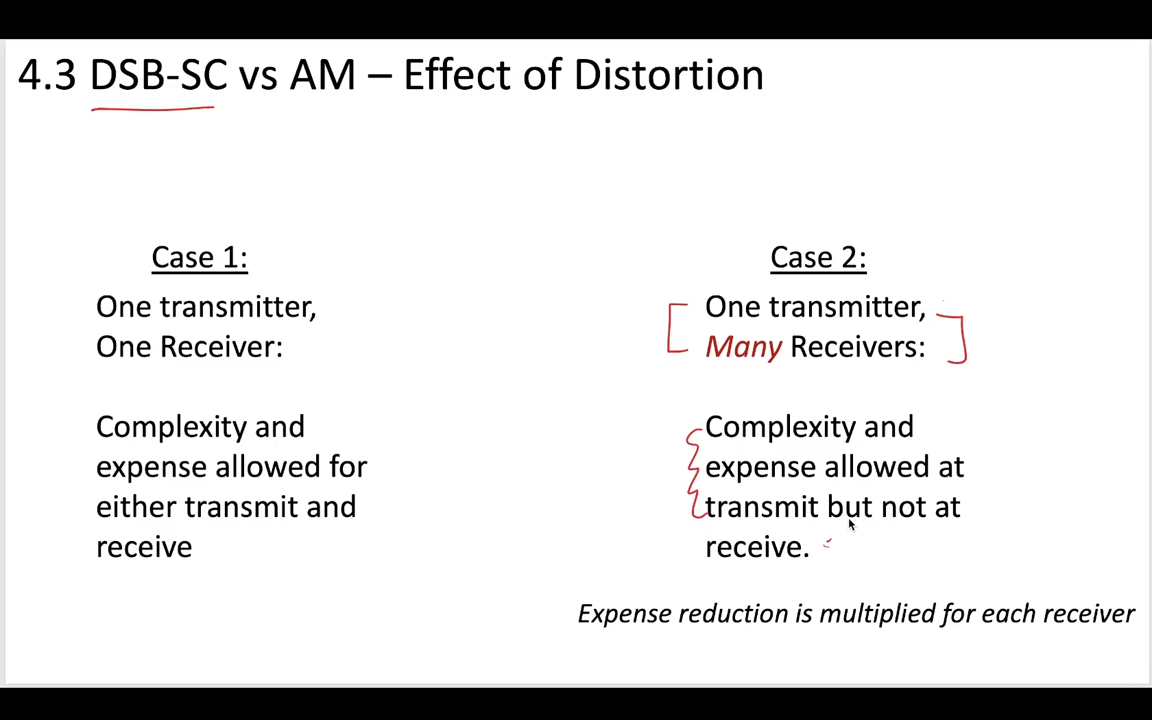 4.3 DSB-SC vs AM – Effect of Distortion
Case 1:
One transmitter,
One Receiver:
Complexity and
expense allowed for
either transmit and
receive
Case 2:
One transmitter,
Many Receivers:
Complexity and
expense allowed at
transmit but not at
receive.
Expense reduction is multiplied for each receiver